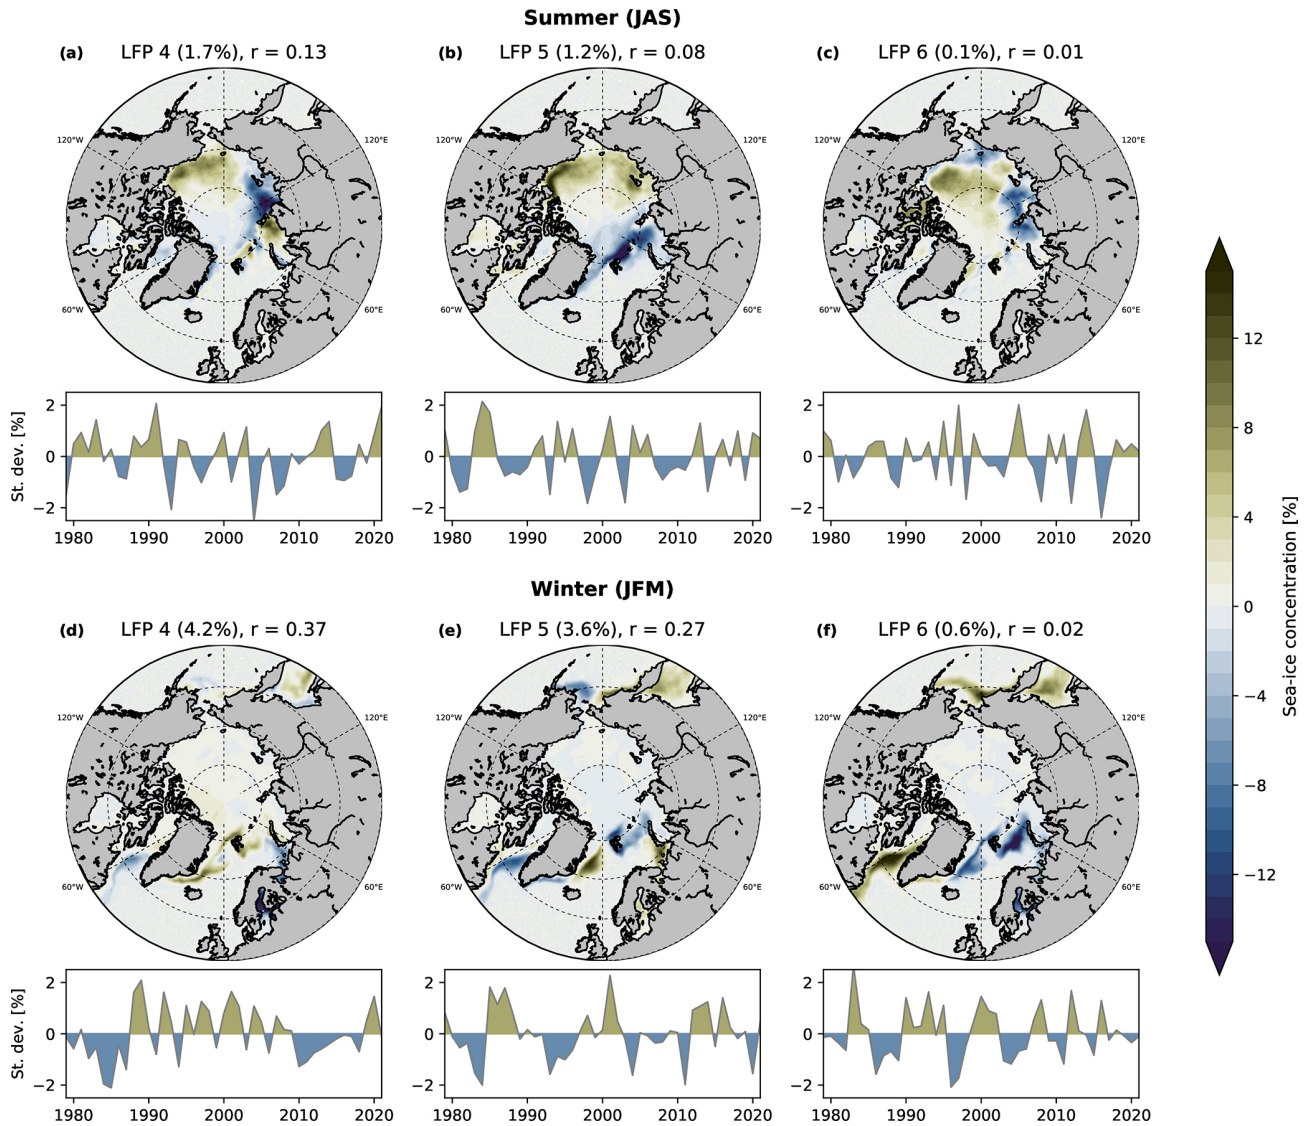 Summer (JAS)
(a) LFP 4 (1.7%), r = 0.13
(b) LFP 5 (1.2%), r = 0.08
(c) LFP 6 (0.1%), r = 0.01
120°W 120°E 120°W 120°E 120°W 120°E
60°W 60°E 60°W 60°E 60°W 60°E
St. dev. [%]
2 2 2
0 0 0
−2 −2 −2
1980 1990 2000 2010 2020 1980 1990 2000 2010 2020 1980 1990 2000 2010 2020
Winter (JFM)
(d) LFP 4 (4.2%), r = 0.37
(e) LFP 5 (3.6%), r = 0.27
(f) LFP 6 (0.6%), r = 0.02
120°W 120°E 120°W 120°E 120°W 120°E
60°W 60°E 60°W 60°E 60°W 60°E
St. dev. [%]
2 2 2
0 0 0
−2 −2 −2
1980 1990 2000 2010 2020 1980 1990 2000 2010 2020 1980 1990 2000 2010 2020
12
8
4
0
−4
−8
−12
Sea-ice concentration [%]